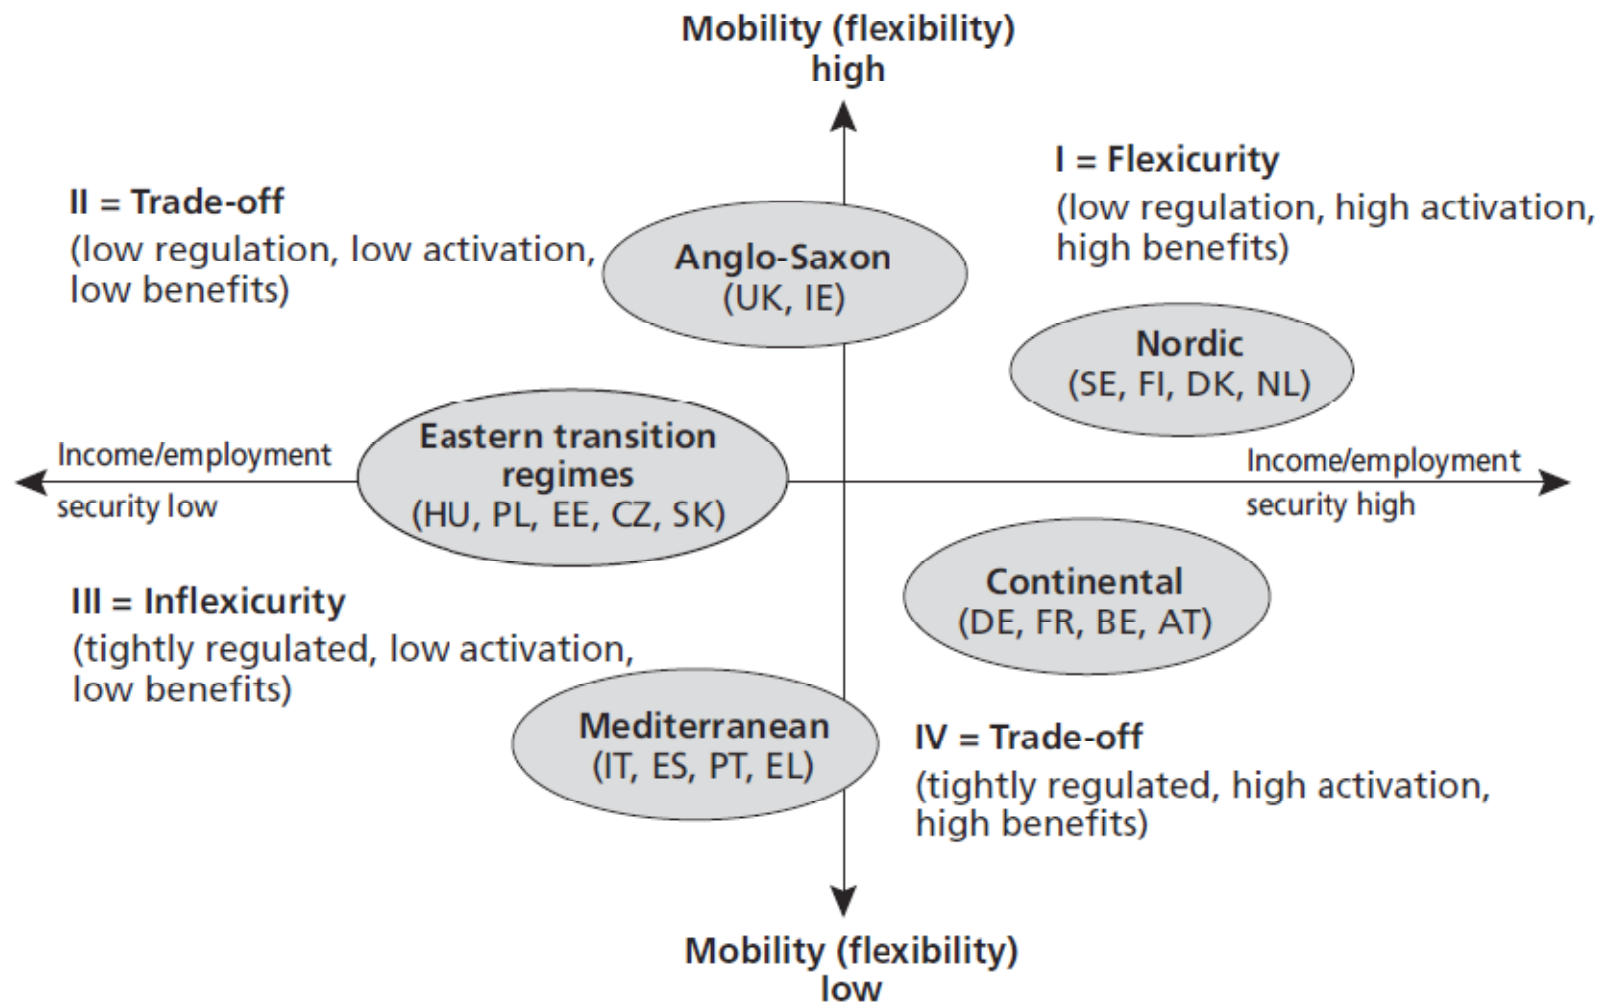 Mobility (flexibility)
high
I = Flexicurity
(low regulation, high activation,
high benefits)
II = Trade-off
(low regulation, low activation,
low benefits)
Anglo-Saxon
(UK, IE)
Nordic
(SE, FI, DK, NL)
Eastern transition
regimes
(HU, PL, EE, CZ, SK)
Income/employment
security low
Income/employment
security high
Continental
(DE, FR, BE, AT)
III = Inflexicurity
(tightly regulated, low activation,
low benefits)
Mediterranean
(IT, ES, PT, EL)
IV = Trade-off
(tightly regulated, high activation,
high benefits)
Mobility (flexibility)
low